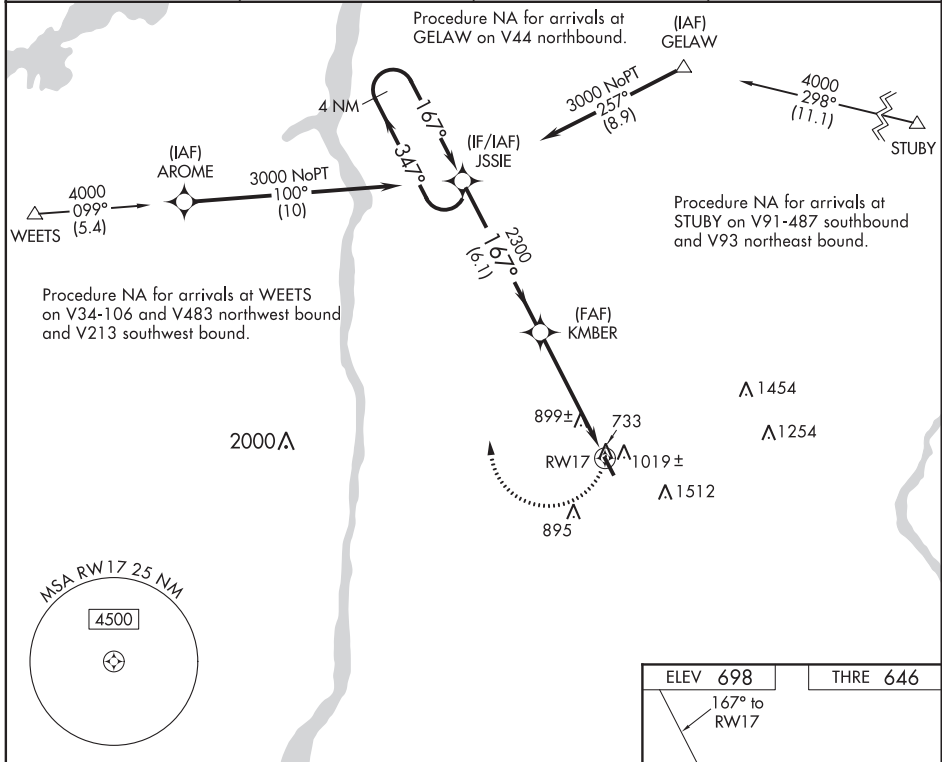 Procedure NA for arrivals at
GELAW on V44 northbound.
(IAF)
GELAW
3000 NoPT
257°
(8.9)
4000
298°
(11.1)
STUBY
4 NM
167°
347°
(IF/IAF)
JSSIE
(IAF)
AROME
3000 NoPT
100°
(10)
4000
099°
(5.4)
WEETS
Procedure NA for arrivals at
STUBY on V91-487 southbound
and V93 northeast bound.
2300
167°
(6.1)
Procedure NA for arrivals at WEETS
on V34-106 and V483 northwest bound
and V213 southwest bound.
(FAF)
KMBER
1454
899±
733
1254
2000
RW17
1019±
1512
895
MSA RW17 25 NM
4500
ELEV 698
THRE 646
167° to
RW17